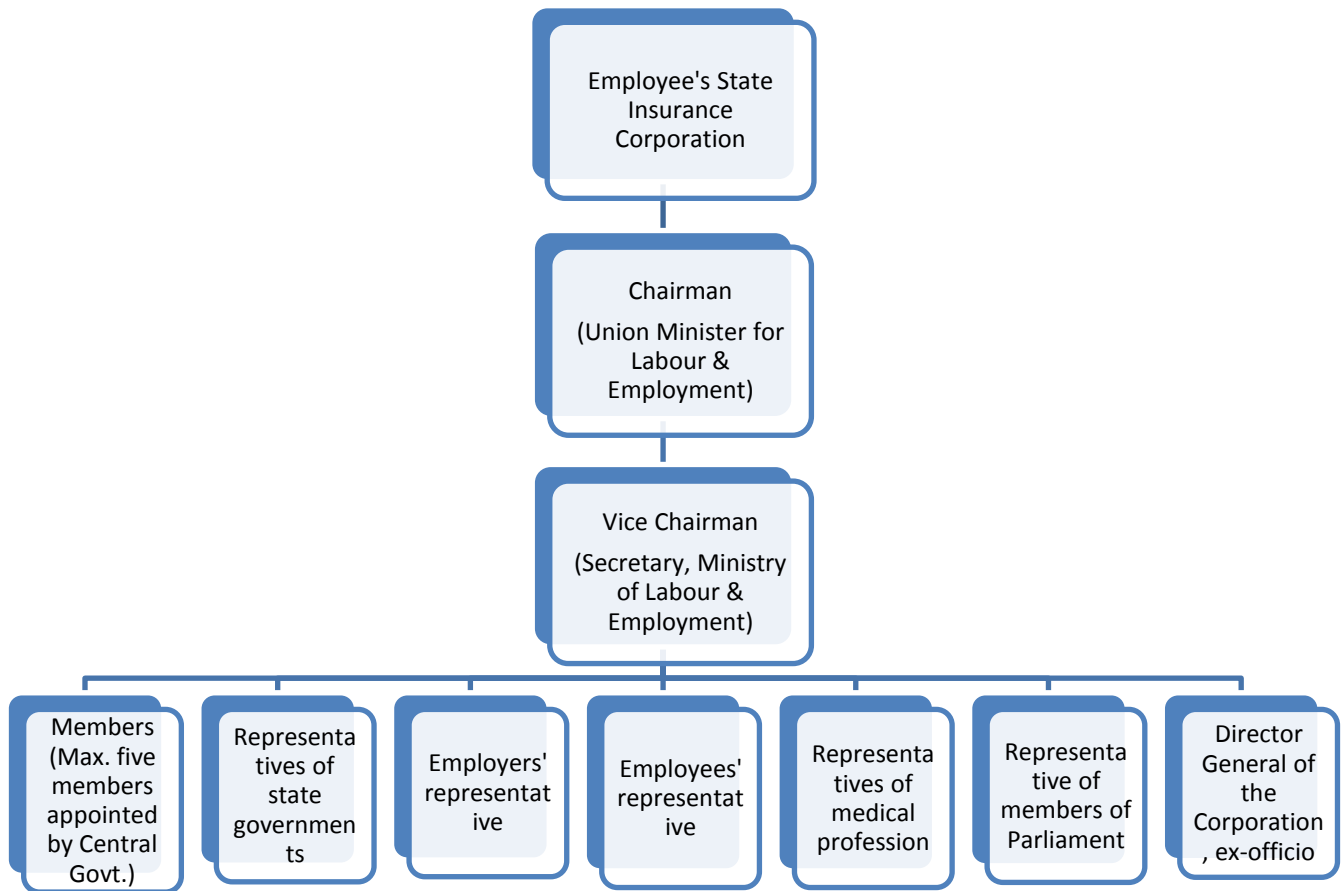 Employee's State
Insurance
Corporation
Chairman
(Union Minister for
Labour &
Employment)
Vice Chairman
(Secretary, Ministry
of Labour &
Employment)
Members
(Max. five
members
appointed
by Central
Govt.)
Representa
tives of
state
governmen
ts
Employers'
representat
ive
Employees'
representat
ive
Representa
tives of
medical
profession
Representa
tive of
members of
Parliament
Director
General of
the
Corporation
, ex-officio